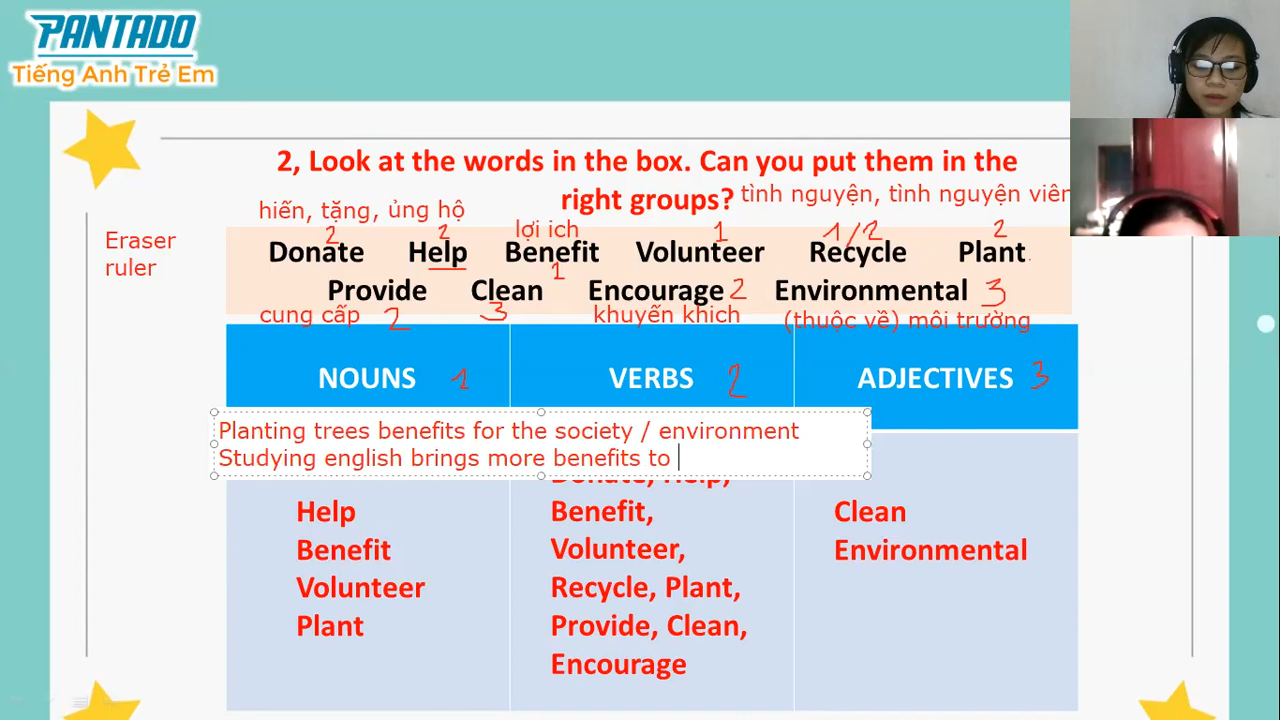 PANTADO
Tiếng Anh Trẻ Em
2, Look at the words in the box. Can you put them in the
right groups? tình nguyện, tình nguyện viên
hiến, tặng, ủng hộ
Eraser
ruler
lợi ich
2 2 1 1/2 2
Donate Help Benefit Volunteer Recycle Plant
1
Provide Clean Encourage 2 Environmental 3
cung cấp 2 3 khuyến khich (thuộc về) môi trường
NOUNS 1 VERBS 2 ADJECTIVES 3
Planting trees benefits for the society / environment
Studying english brings more benefits to
Donate, Help,
Help Benefit, Clean
Benefit Volunteer, Environmental
Volunteer Recycle, Plant,
Plant Provide, Clean,
Encourage